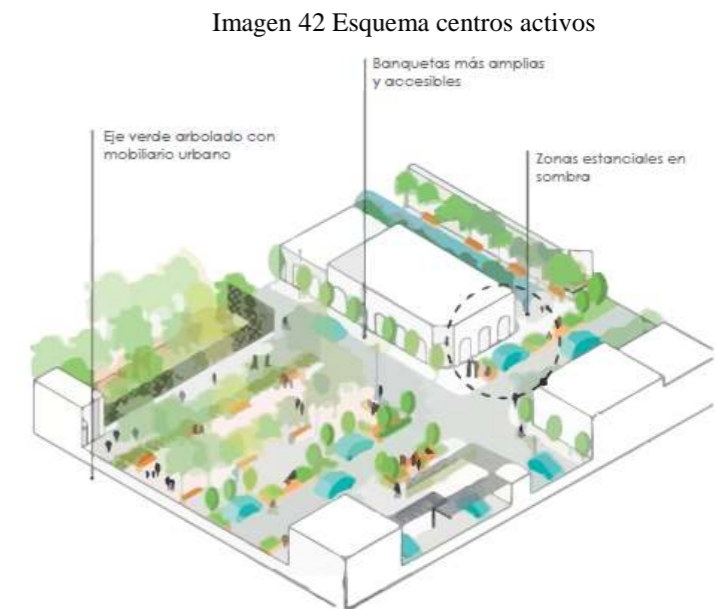 Imagen 42 Esquema centros activos
Banquetas más amplias
y accesibles
Eje verde arbolado con
mobiliario urbano
Zonas estanciales en
sombra